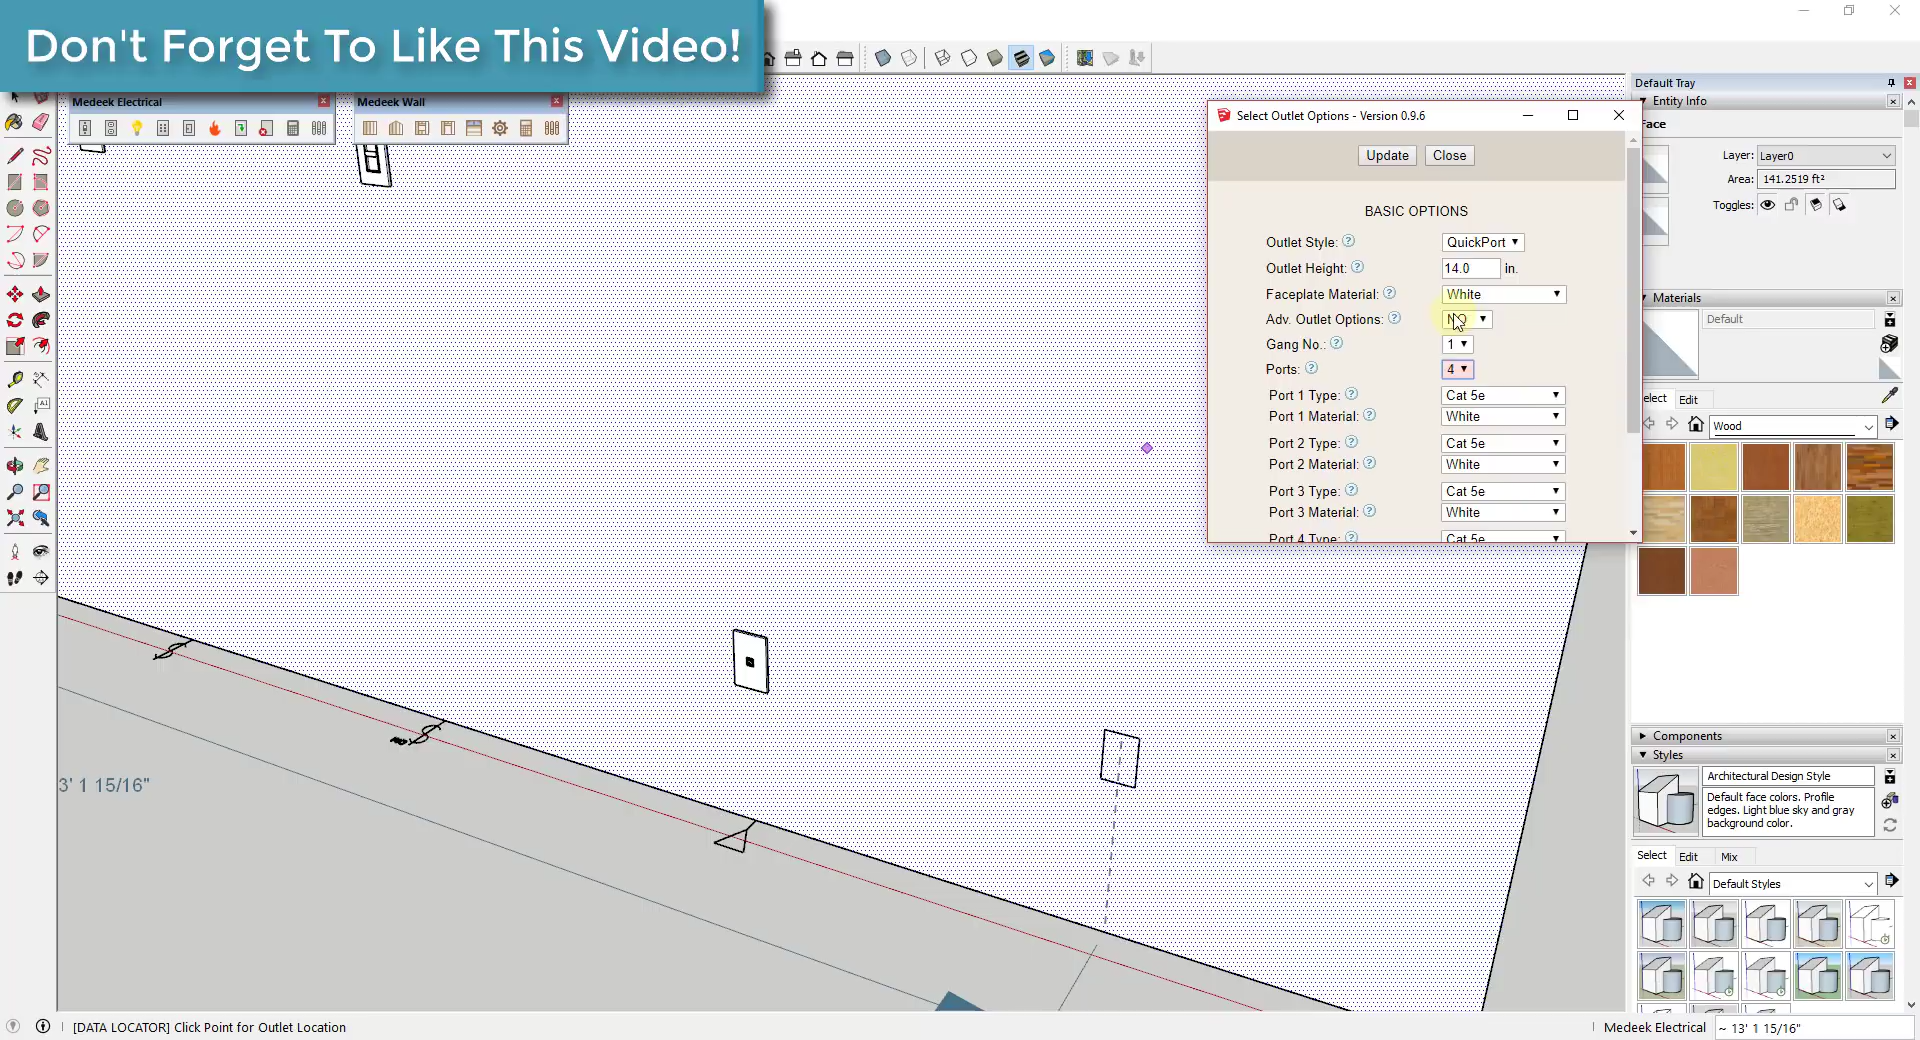 Don't Forget To Like This Video!
Medeek Electrical
Medeek Wall
Select Outlet Options - Version 0.9.6
Update
Close
BASIC OPTIONS
Outlet Style:
QuickPort
Outlet Height:
14.0
in.
Faceplate Material:
White
Adv. Outlet Options:
NO
Gang No.:
1
Ports:
4
Port 1 Type:
Cat 5e
Port 1 Material:
White
Port 2 Type:
Cat 5e
Port 2 Material:
White
Port 3 Type:
Cat 5e
Port 3 Material:
White
Port 4 Type:
Cat 5e
Default Tray
Entity Info
Face
Layer:
Layer0
Area:
141.2519 ft²
Toggles:
Materials
Default
Edit
Wood
Components
Styles
Architectural Design Style
Default face colors. Profile
edges. Light blue sky and gray
background color.
Select
Edit
Mix
Default Styles
3' 1 15/16"
[DATA LOCATOR] Click Point for Outlet Location
Medeek Electrical
~ 13' 1 15/16"